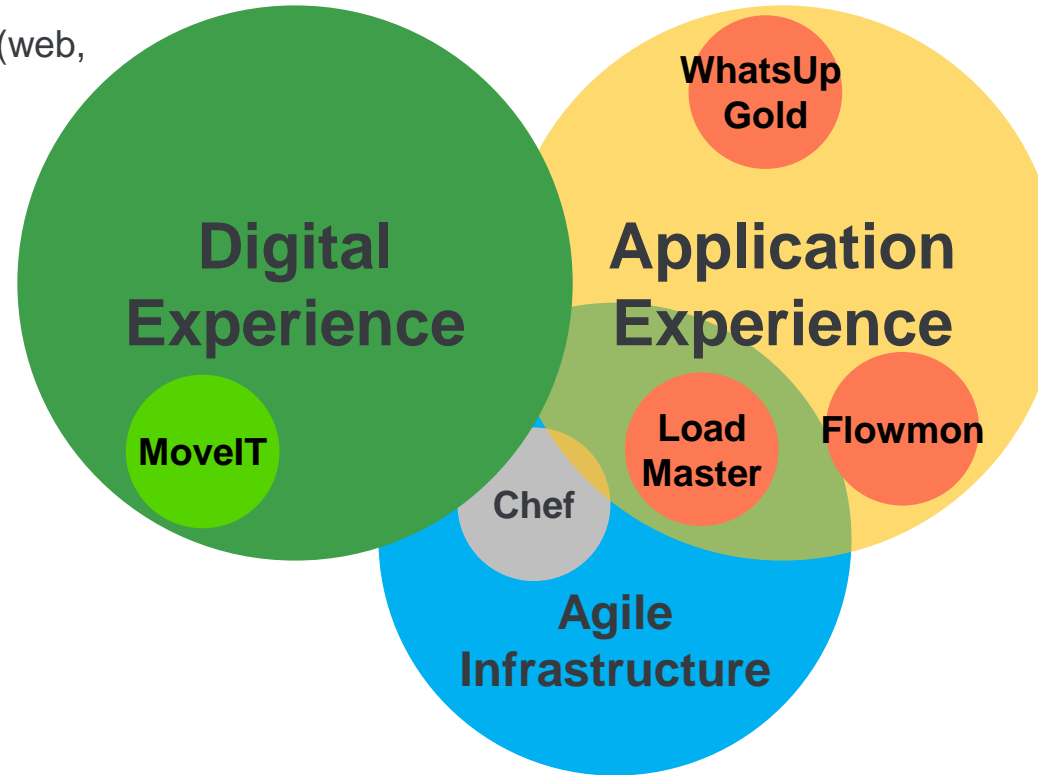 (web,
WhatsUp
Gold
Digital
Experience
Application
Experience
MoveIT
Load
Master
Flowmon
Chef
Agile
Infrastructure